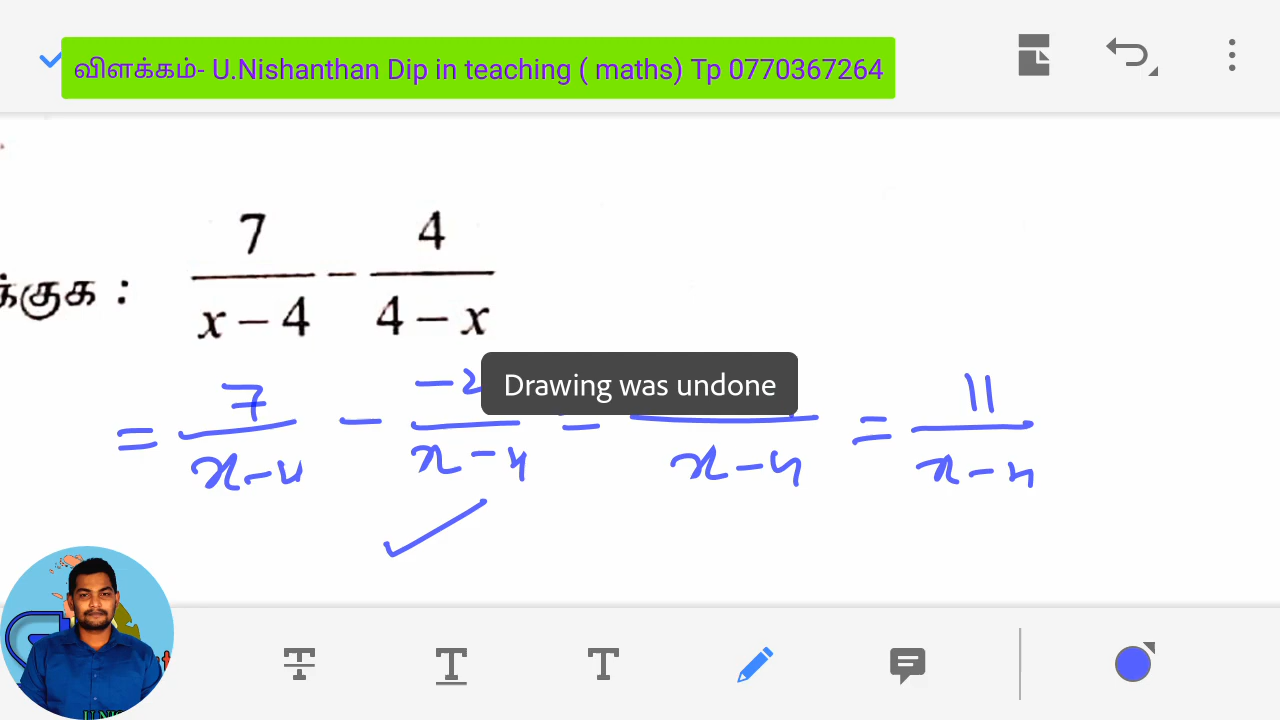 விளக்கம்- U.Nishanthan Dip in teaching ( maths) Tp 0770367264
க்குக : 7/(x – 4) – 4/(4 – x)
Drawing was undone
= 7/(x-4) - /(x-4) = /(x-4) = 11/(x-4)
T T T